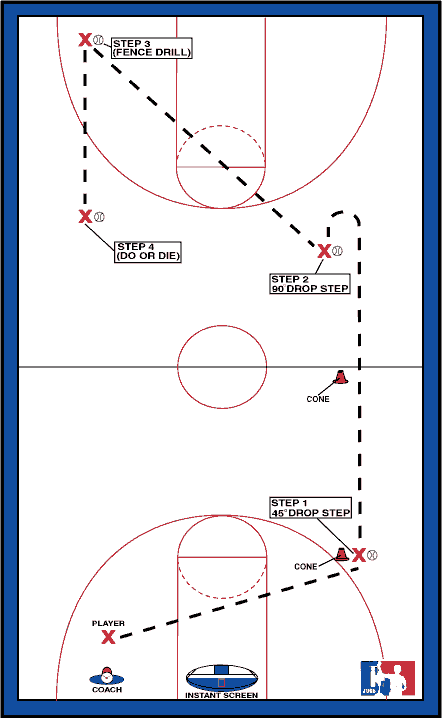 STEP 3
(FENCE DRILL)
STEP 4
(DO OR DIE)
STEP 2
90°DROP STEP
CONE
STEP 1
45°DROP STEP
CONE
PLAYER
COACH
INSTANT SCREEN